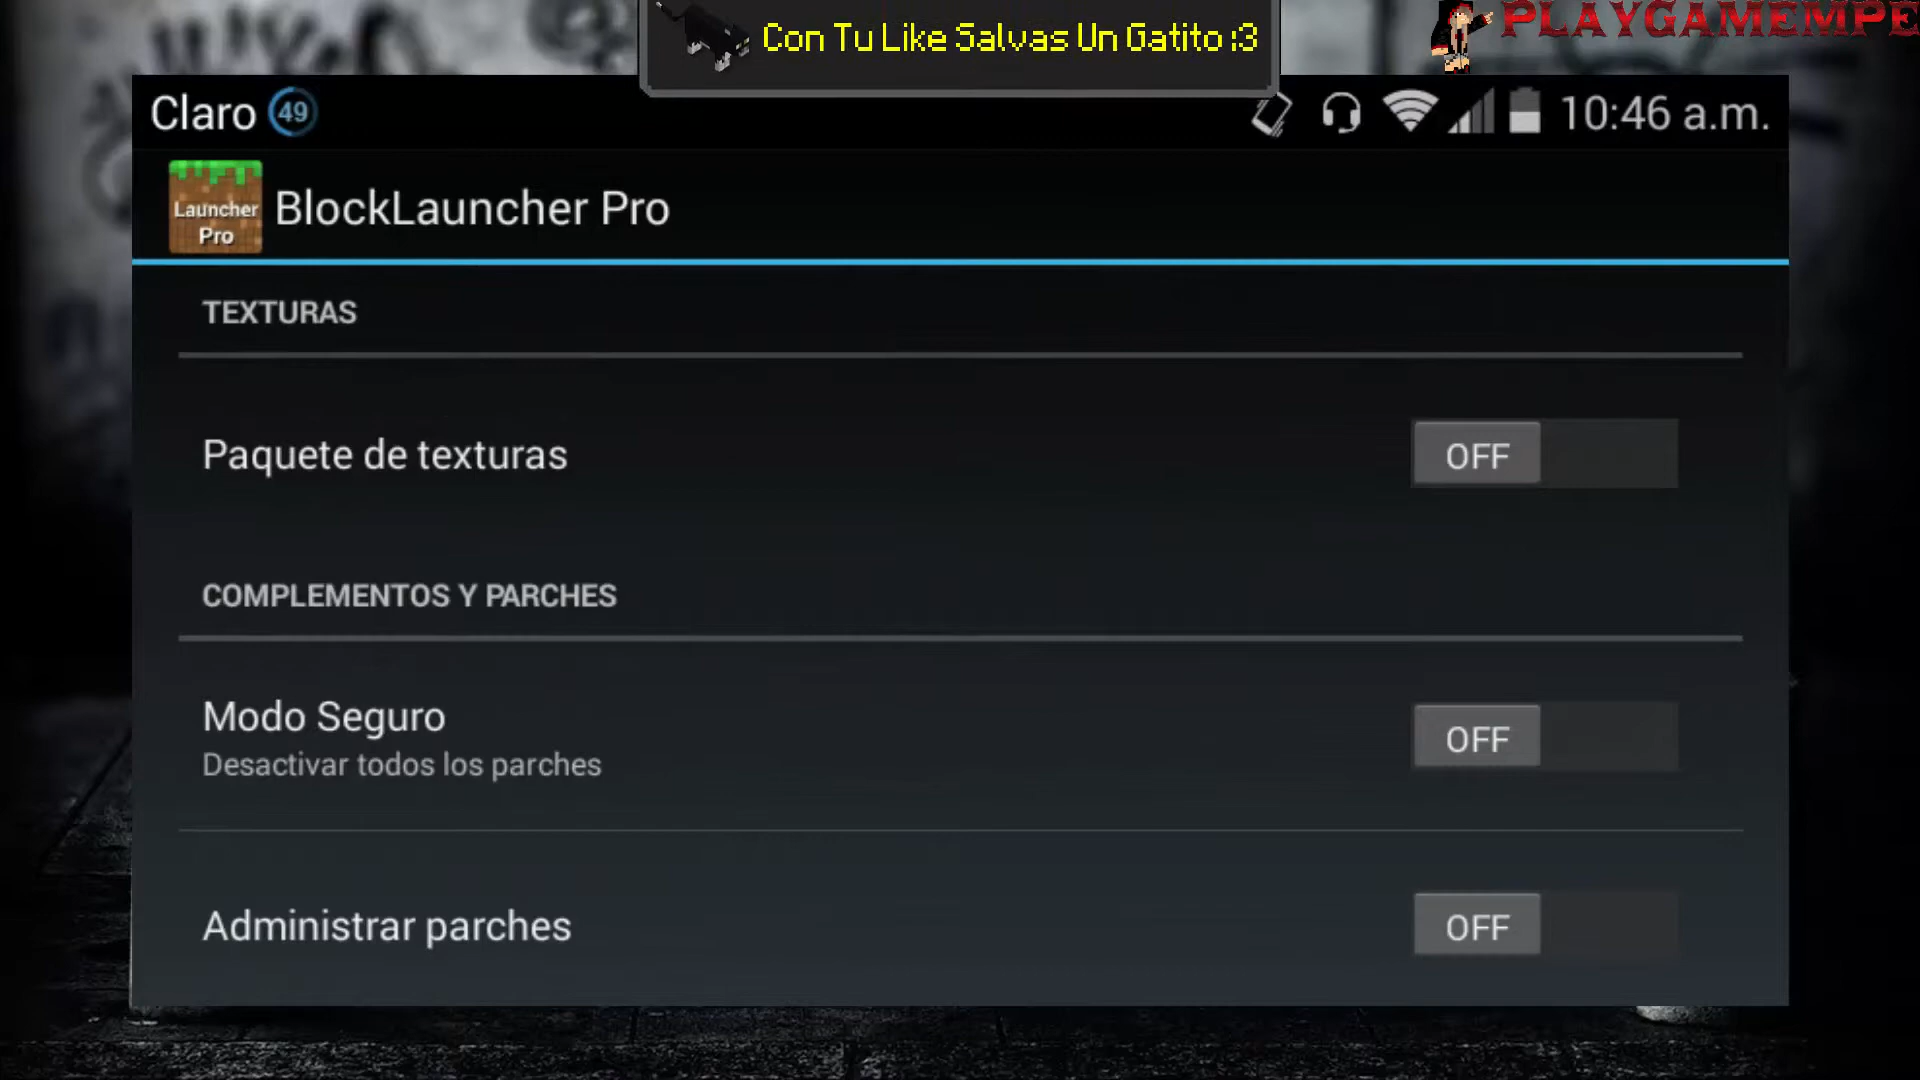 Con Tu Like Salvas Un Gatito :3
PLAYGAMEMPE
Claro 49
10:46 a.m.
Launcher
Pro
BlockLauncher Pro
TEXTURAS
Paquete de texturas
OFF
COMPLEMENTOS Y PARCHES
Modo Seguro
Desactivar todos los parches
OFF
Administrar parches
OFF